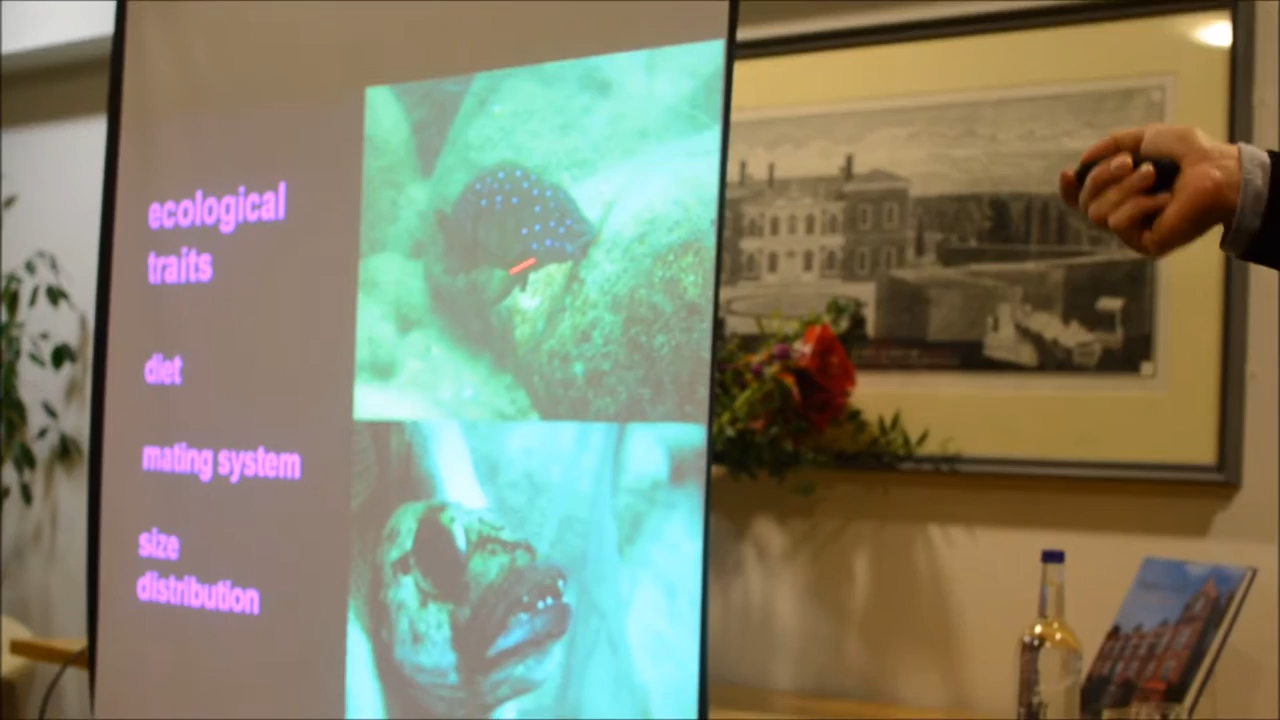 ecological
traits
diet
mating system
size
distribution